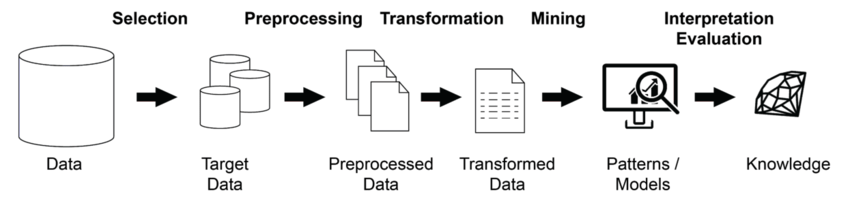 Selection
Preprocessing
Transformation
Mining
Interpretation
Evaluation
Data
Target
Data
Preprocessed
Data
Transformed
Data
Patterns /
Models
Knowledge